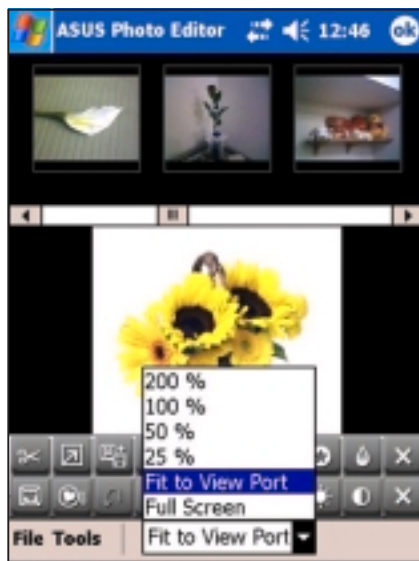 ASUS Photo Editor 12:46 ok
200 %
100 %
50 %
25 %
Fit to View Port
Full Screen
File Tools Fit to View Port